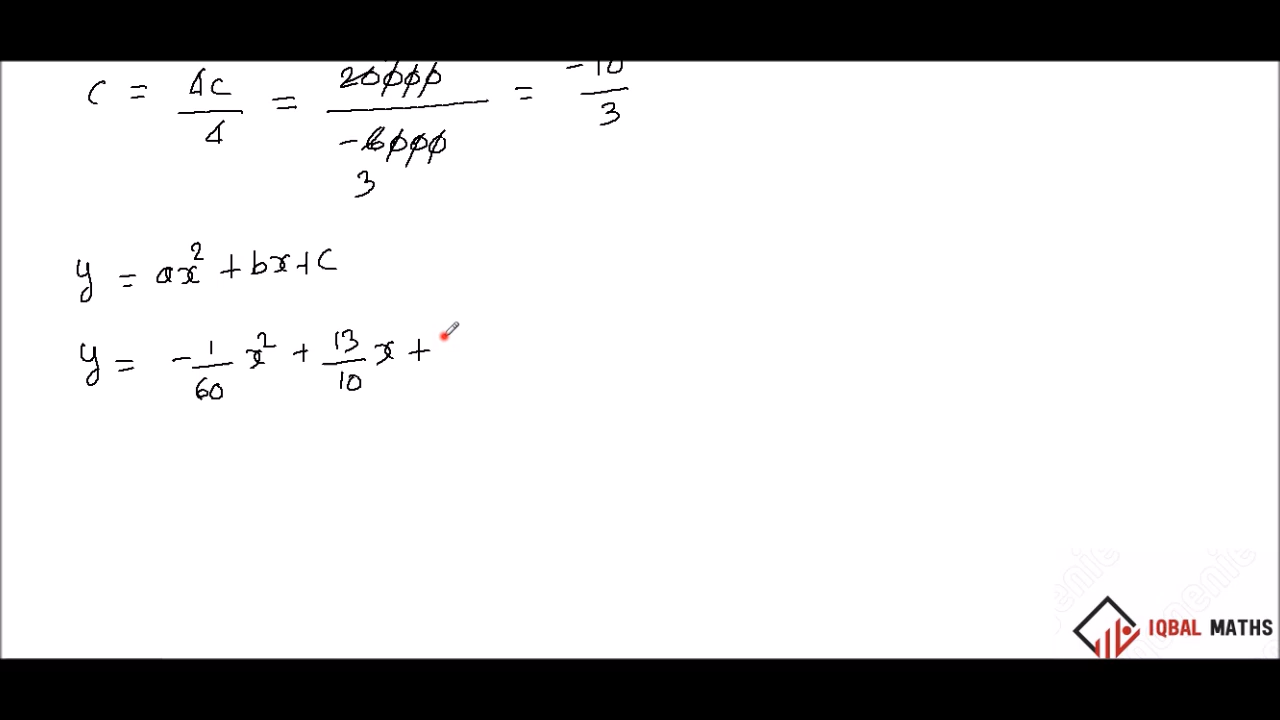 c = Δc/Δ = 20000/-6000 = -10/3
3
y = ax² + bx + c
y = -1/60 x² + 13/10 x +
IQBAL MATHS